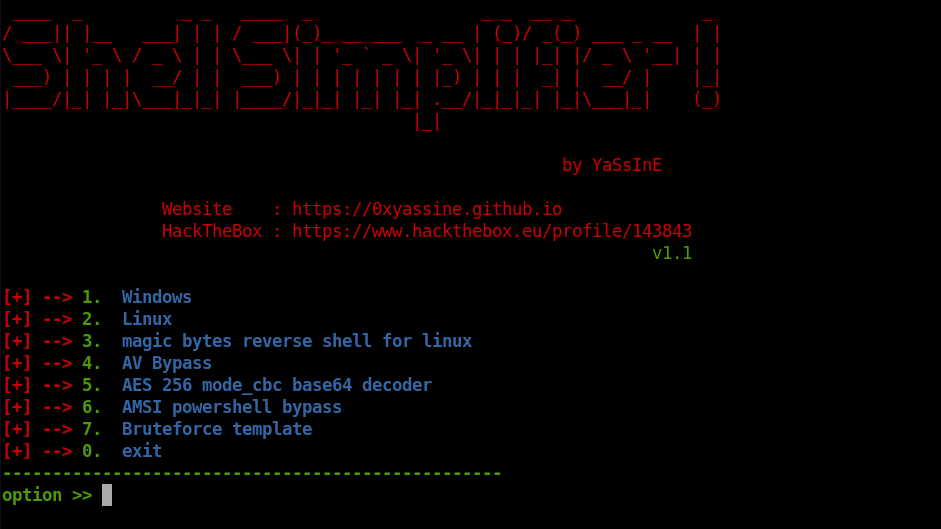 Shell Simplifier !
by YaSsInE
Website    : https://0xyassine.github.io
HackTheBox : https://www.hackthebox.eu/profile/143843
v1.1
[+] --> 1.  Windows
[+] --> 2.  Linux
[+] --> 3.  magic bytes reverse shell for linux
[+] --> 4.  AV Bypass
[+] --> 5.  AES 256 mode_cbc base64 decoder
[+] --> 6.  AMSI powershell bypass
[+] --> 7.  Bruteforce template
[+] --> 0.  exit
--------------------------------------------------
option >>